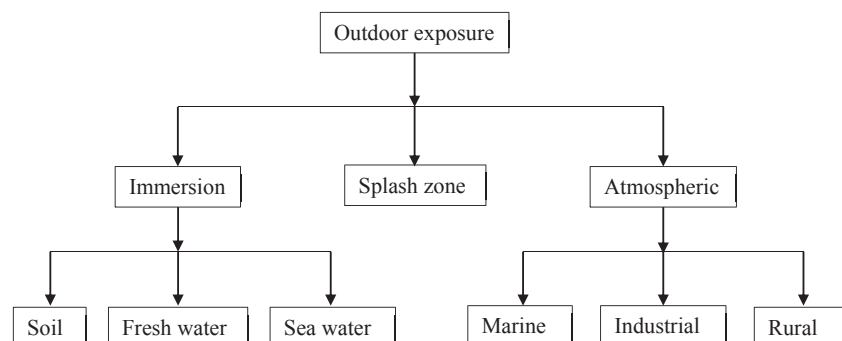 Outdoor exposure
Immersion
Splash zone
Atmospheric
Soil
Fresh water
Sea water
Marine
Industrial
Rural